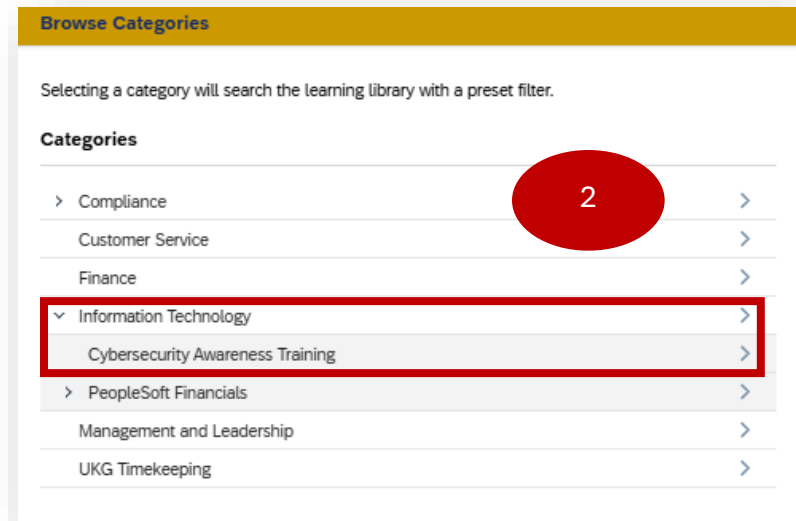 Browse Categories
Selecting a category will search the learning library with a preset filter.
Categories
2
Compliance
Customer Service
Finance
Information Technology
Cybersecurity Awareness Training
PeopleSoft Financials
Management and Leadership
UKG Timekeeping